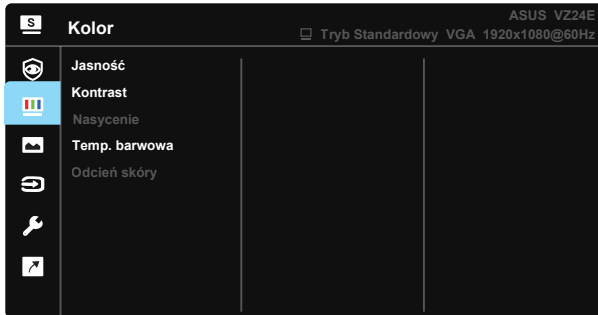 S
Kolor
ASUS VZ24E
Tryb Standardowy VGA 1920x1080@60Hz
Jasność
Kontrast
Nasycenie
Temp. barwowa
Odcień skóry